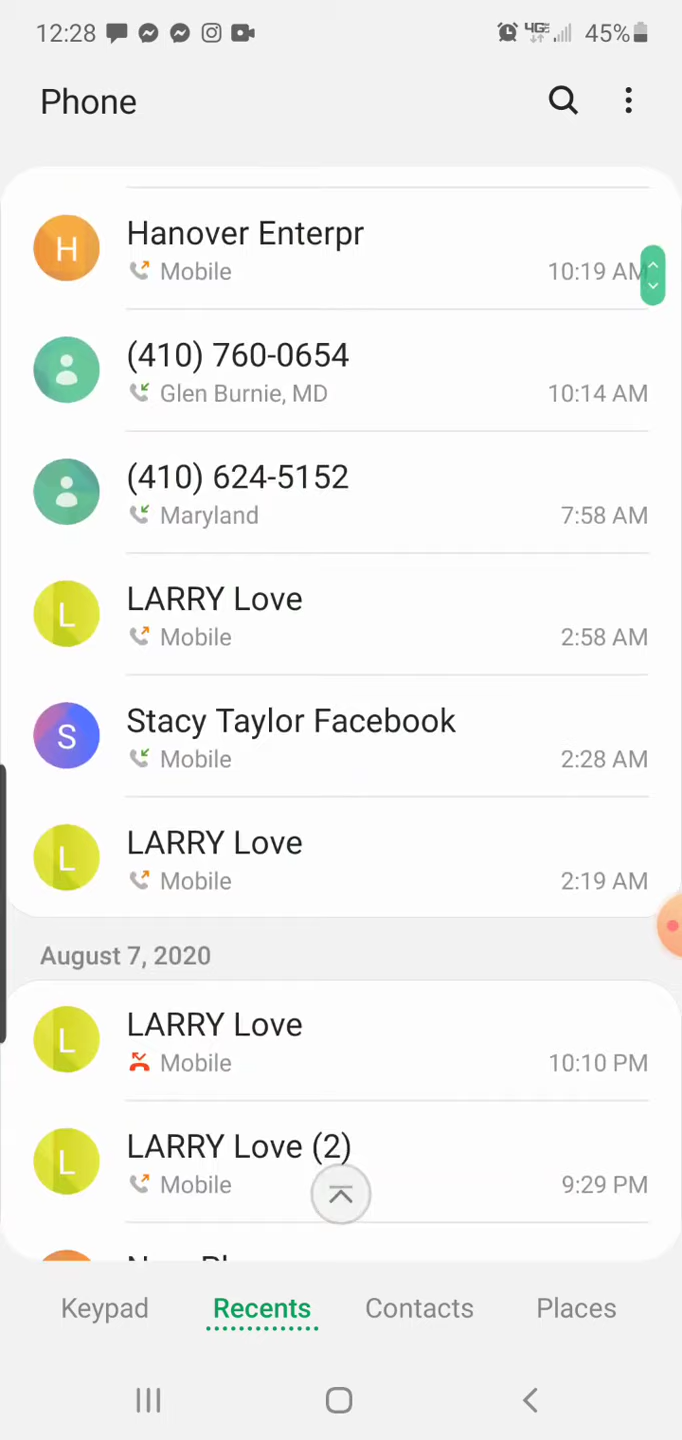 12:28 45%
Phone
H Hanover Enterpr
Mobile 10:19 AM
(410) 760-0654
Glen Burnie, MD 10:14 AM
(410) 624-5152
Maryland 7:58 AM
L LARRY Love
Mobile 2:58 AM
S Stacy Taylor Facebook
Mobile 2:28 AM
L LARRY Love
Mobile 2:19 AM
August 7, 2020
L LARRY Love
Mobile 10:10 PM
L LARRY Love (2)
Mobile 9:29 PM
Keypad Recents Contacts Places